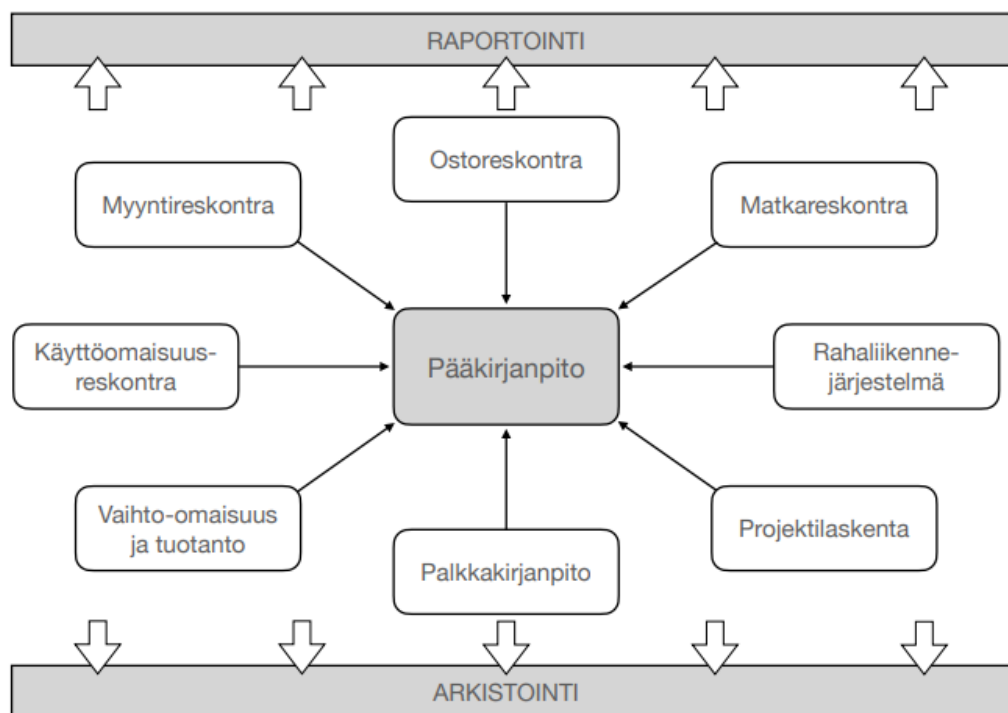 RAPORTOINTI
Ostoreskontra
Myyntireskontra
Matkareskontra
Käyttöomaisuus-
reskontra
Pääkirjanpito
Rahaliikenne-
järjestelmä
Vaihto-omaisuus
ja tuotanto
Projektilaskenta
Palkkakirjanpito
ARKISTOINTI